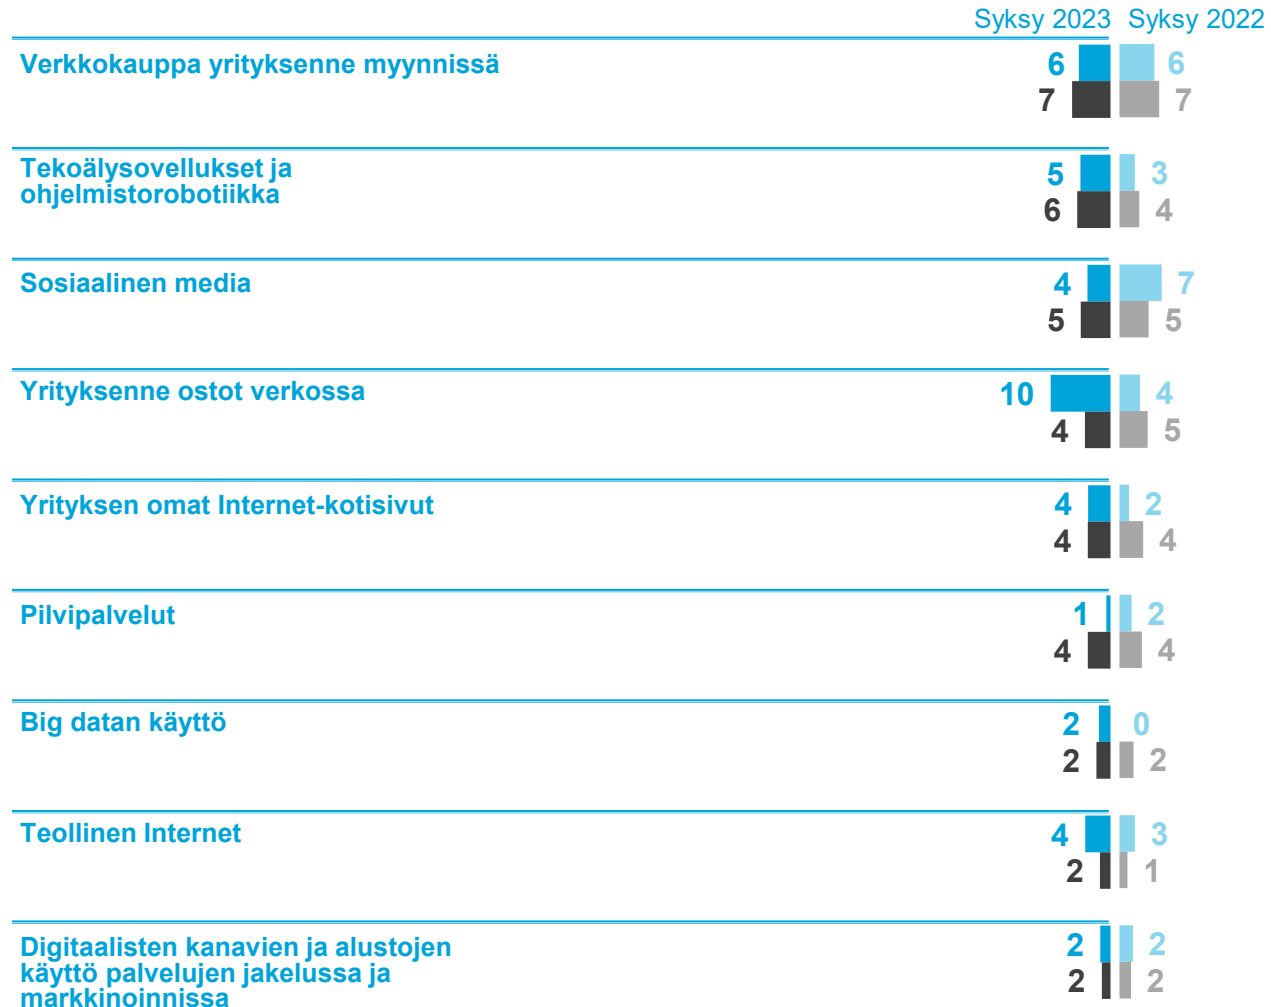 Syksy 2023 Syksy 2022
Verkkokauppa yrityksenne myynnissä
6 6
7 7
Tekoälysovellukset ja
ohjelmistorobotiikka
5 3
6 4
Sosiaalinen media
4 7
5 5
Yrityksenne ostot verkossa
10 4
4 5
Yrityksen omat Internet-kotisivut
4 2
4 4
Pilvipalvelut
1 2
4 4
Big datan käyttö
2 0
2 2
Teollinen Internet
4 3
2 1
Digitaalisten kanavien ja alustojen
käyttö palvelujen jakelussa ja
markkinoinnissa
2 2
2 2